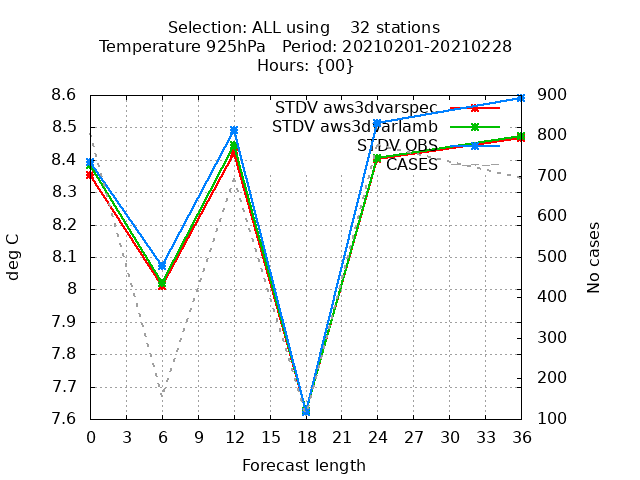 Selection: ALL using    32 stations
Temperature 925hPa   Period: 20210201-20210228
Hours: {00}
STDV aws3dvarspec
STDV aws3dvarlamb
STDV OBS
CASES
8.6
8.5
8.4
8.3
8.2
8.1
8
7.9
7.8
7.7
7.6
deg C
900
800
700
600
500
400
300
200
100
No cases
0 3 6 9 12 15 18 21 24 27 30 33 36
Forecast length